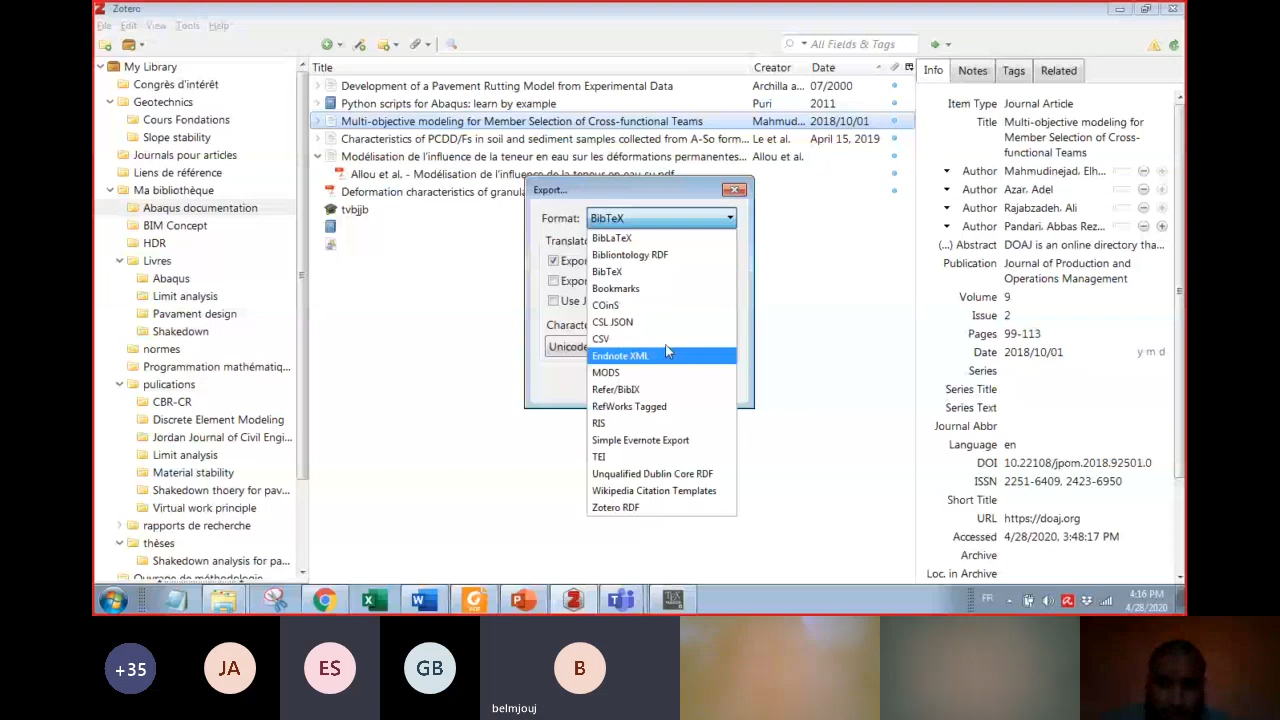 Zotero
File Edit View Tools Help
All Fields & Tags
My Library
Congrès d'intérêt
Geotechnics
Cours Fondations
Slope stability
Journals pour articles
Liens de référence
Ma bibliothèque
Abaqus documentation
BIM Concept
HDR
Livres
Abaqus
Limit analysis
Pavament design
Shakedown
normes
Programmation mathématiq...
pulications
CBR-CR
Discrete Element Modeling
Jordan Journal of Civil Engi...
Limit analysis
Material stability
Shakedown thoery for pav...
Virtual work principle
rapports de recherche
thèses
Shakedown analysis for pa...
Ouvrage de méthodologie
Title Creator Date
Development of a Pavement Rutting Model from Experimental Data Archilla a... 07/2000
Python scripts for Abaqus: learn by example Puri 2011
Multi-objective modeling for Member Selection of Cross-functional Teams Mahmud... 2018/10/01
Characteristics of PCDD/Fs in soil and sediment samples collected from A-So form... Le et al. April 15, 2019
Modélisation de l'influence de la teneur en eau sur les déformations permanentes... Allou et al.
Allou et al. - Modélisation de l'influence de la teneur en eau su.pdf
Deformation characteristics of granula
tvbjjb
Export...
Format: BibTeX
Translato
Expor
Expor
Use J
Characte
Unicode
BibLaTeX
Bibliontology RDF
BibTeX
Bookmarks
COinS
CSL JSON
CSV
Endnote XML
MODS
Refer/BibIX
RefWorks Tagged
RIS
Simple Evernote Export
TEI
Unqualified Dublin Core RDF
Wikipedia Citation Templates
Zotero RDF
Info Notes Tags Related
Item Type Journal Article
Title Multi-objective modeling for
Member Selection of Cross-
functional Teams
Author Mahmudinejad, Elh...
Author Azar, Adel
Author Rajabzadeh, Ali
Author Pandari, Abbas Rez...
(...) Abstract DOAJ is an online directory tha...
Publication Journal of Production and
Operations Management
Volume 9
Issue 2
Pages 99-113
Date 2018/10/01 y m d
Series
Series Title
Series Text
Journal Abbr
Language en
DOI 10.22108/jpom.2018.92501.0
ISSN 2251-6409, 2423-6950
Short Title
URL https://doaj.org
Accessed 4/28/2020, 3:48:17 PM
Archive
Loc. in Archive
FR
4:16 PM
4/28/2020
+35
JA
ES
GB
B
belmjouj